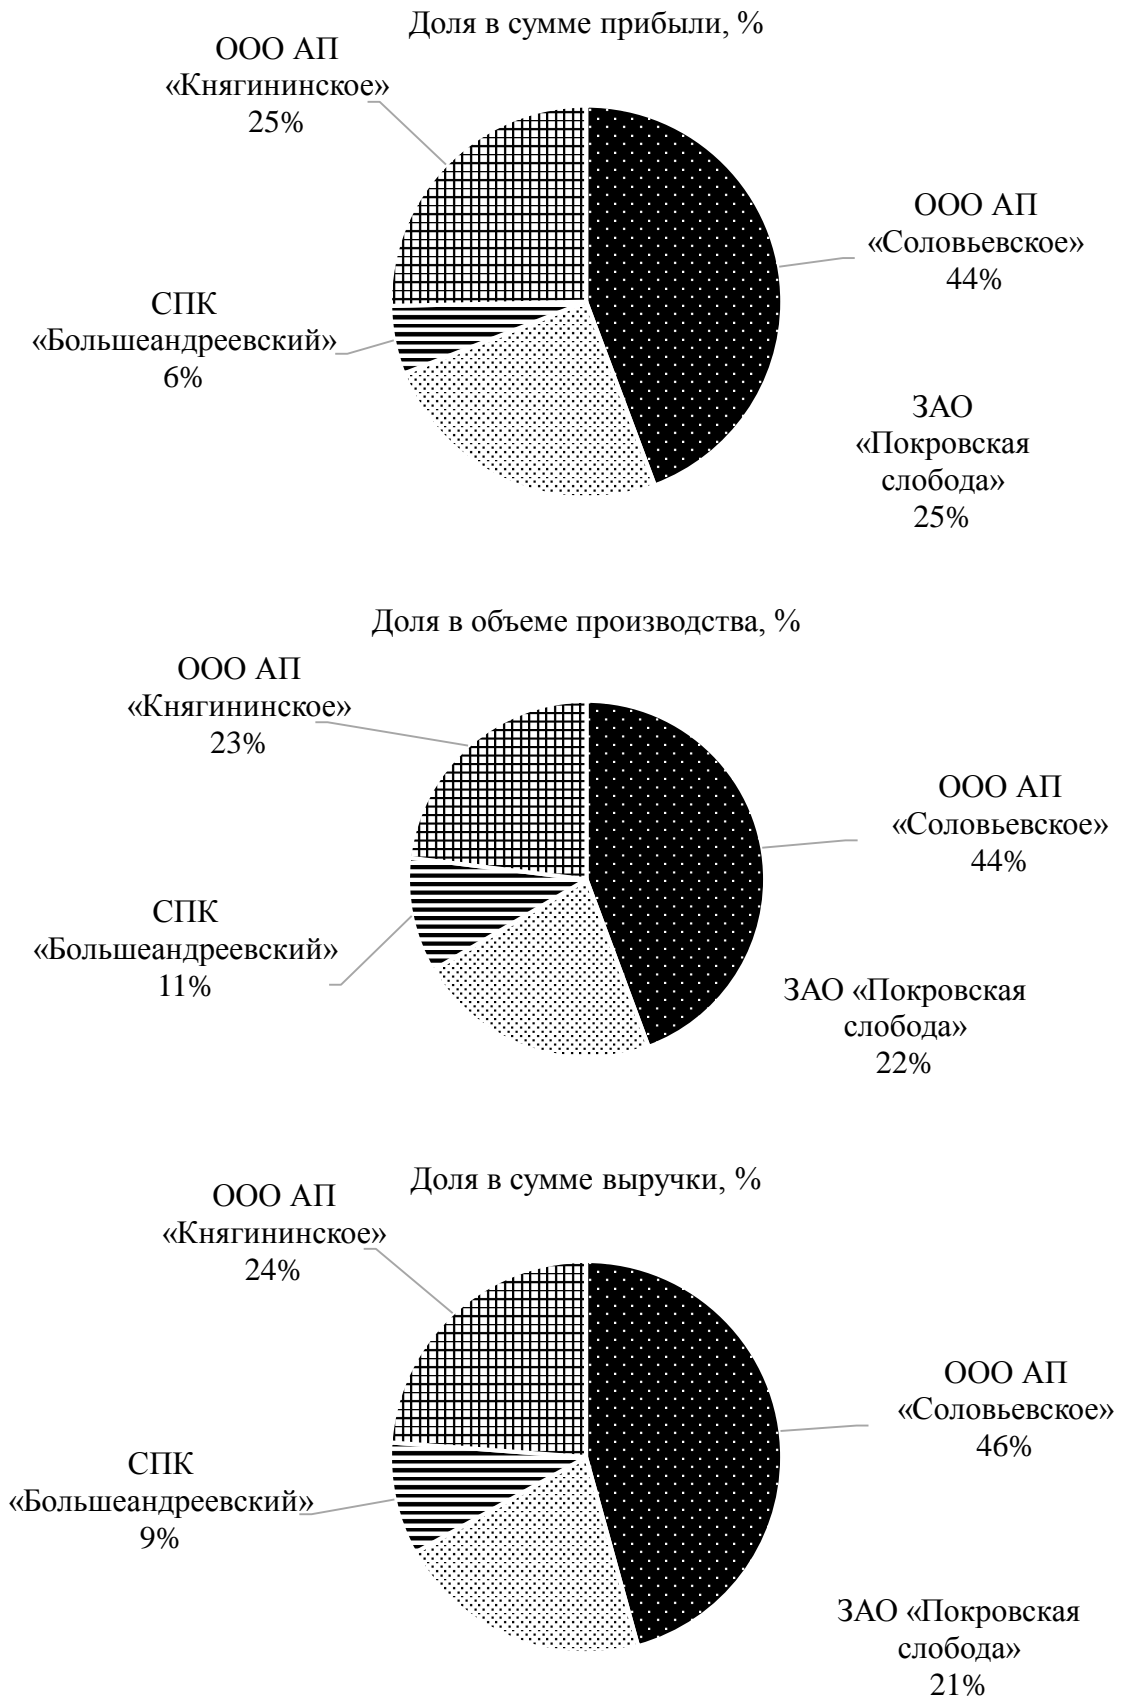 Доля в сумме прибыли, %
ООО АП
«Княгининское»
25%
ООО АП
«Соловьевское»
44%
СПК
«Большеандреевский»
6%
ЗАО
«Покровская
слобода»
25%
Доля в объеме производства, %
ООО АП
«Княгининское»
23%
ООО АП
«Соловьевское»
44%
СПК
«Большеандреевский»
11%
ЗАО «Покровская
слобода»
22%
Доля в сумме выручки, %
ООО АП
«Княгининское»
24%
ООО АП
«Соловьевское»
46%
СПК
«Большеандреевский»
9%
ЗАО «Покровская
слобода»
21%